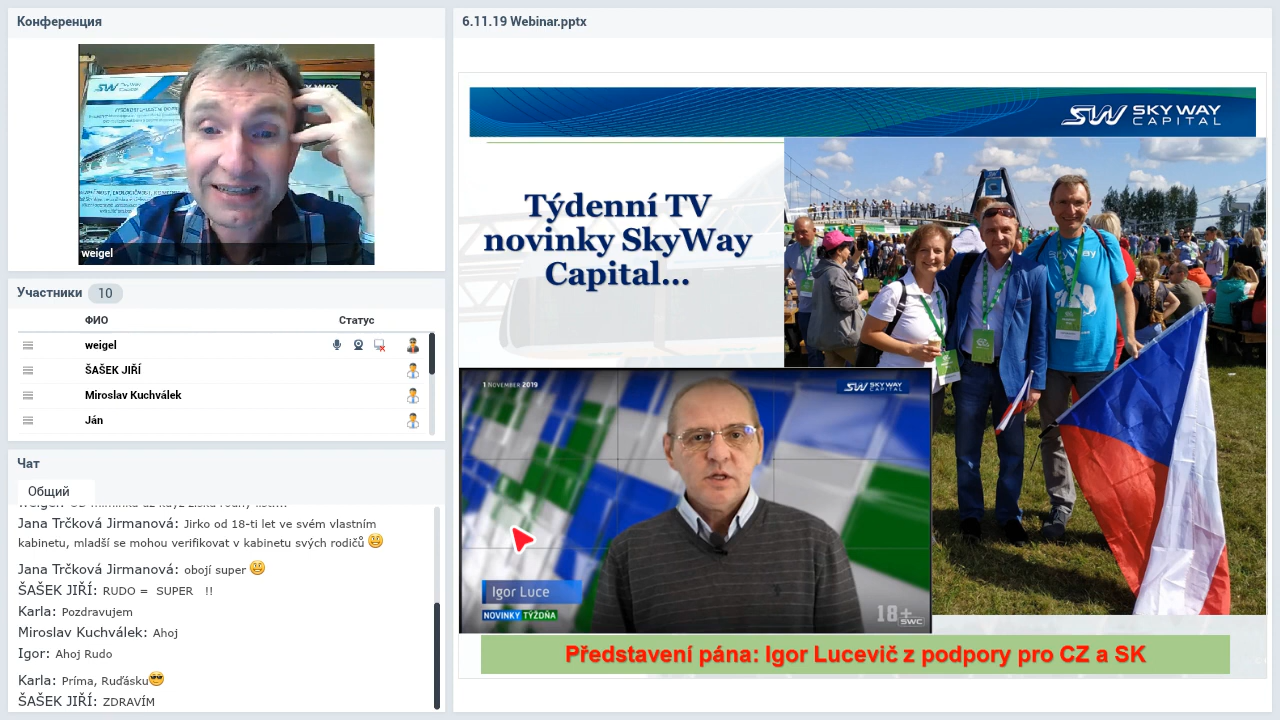 Конференция
weigel
Участники 10
ФИО Статус
weigel
ŠAŠEK JIŘÍ
Miroslav Kuchválek
Ján
Чат
Общий
Jana Trčková Jirmanová: Jirko od 18-ti let ve svém vlastním
kabinetu, mladší se mohou verifikovat v kabinetu svých rodičů
Jana Trčková Jirmanová: obojí super
ŠAŠEK JIŘÍ: RUDO = SUPER !!
Karla: Pozdravujem
Miroslav Kuchválek: Ahoj
Igor: Ahoj Rudo
Karla: Príma, Ruďásku
ŠAŠEK JIŘÍ: ZDRAVÍM
6.11.19 Webinar.pptx
SW SKY WAY
CAPITAL
Týdenní TV
novinky SkyWay
Capital...
1 NOVEMBER 2019
SW SKY WAY
CAPITAL
Igor Luce
NOVINKY TÝŽDŇA
18+
SWC
Představení pána: Igor Lucevič z podpory pro CZ a SK